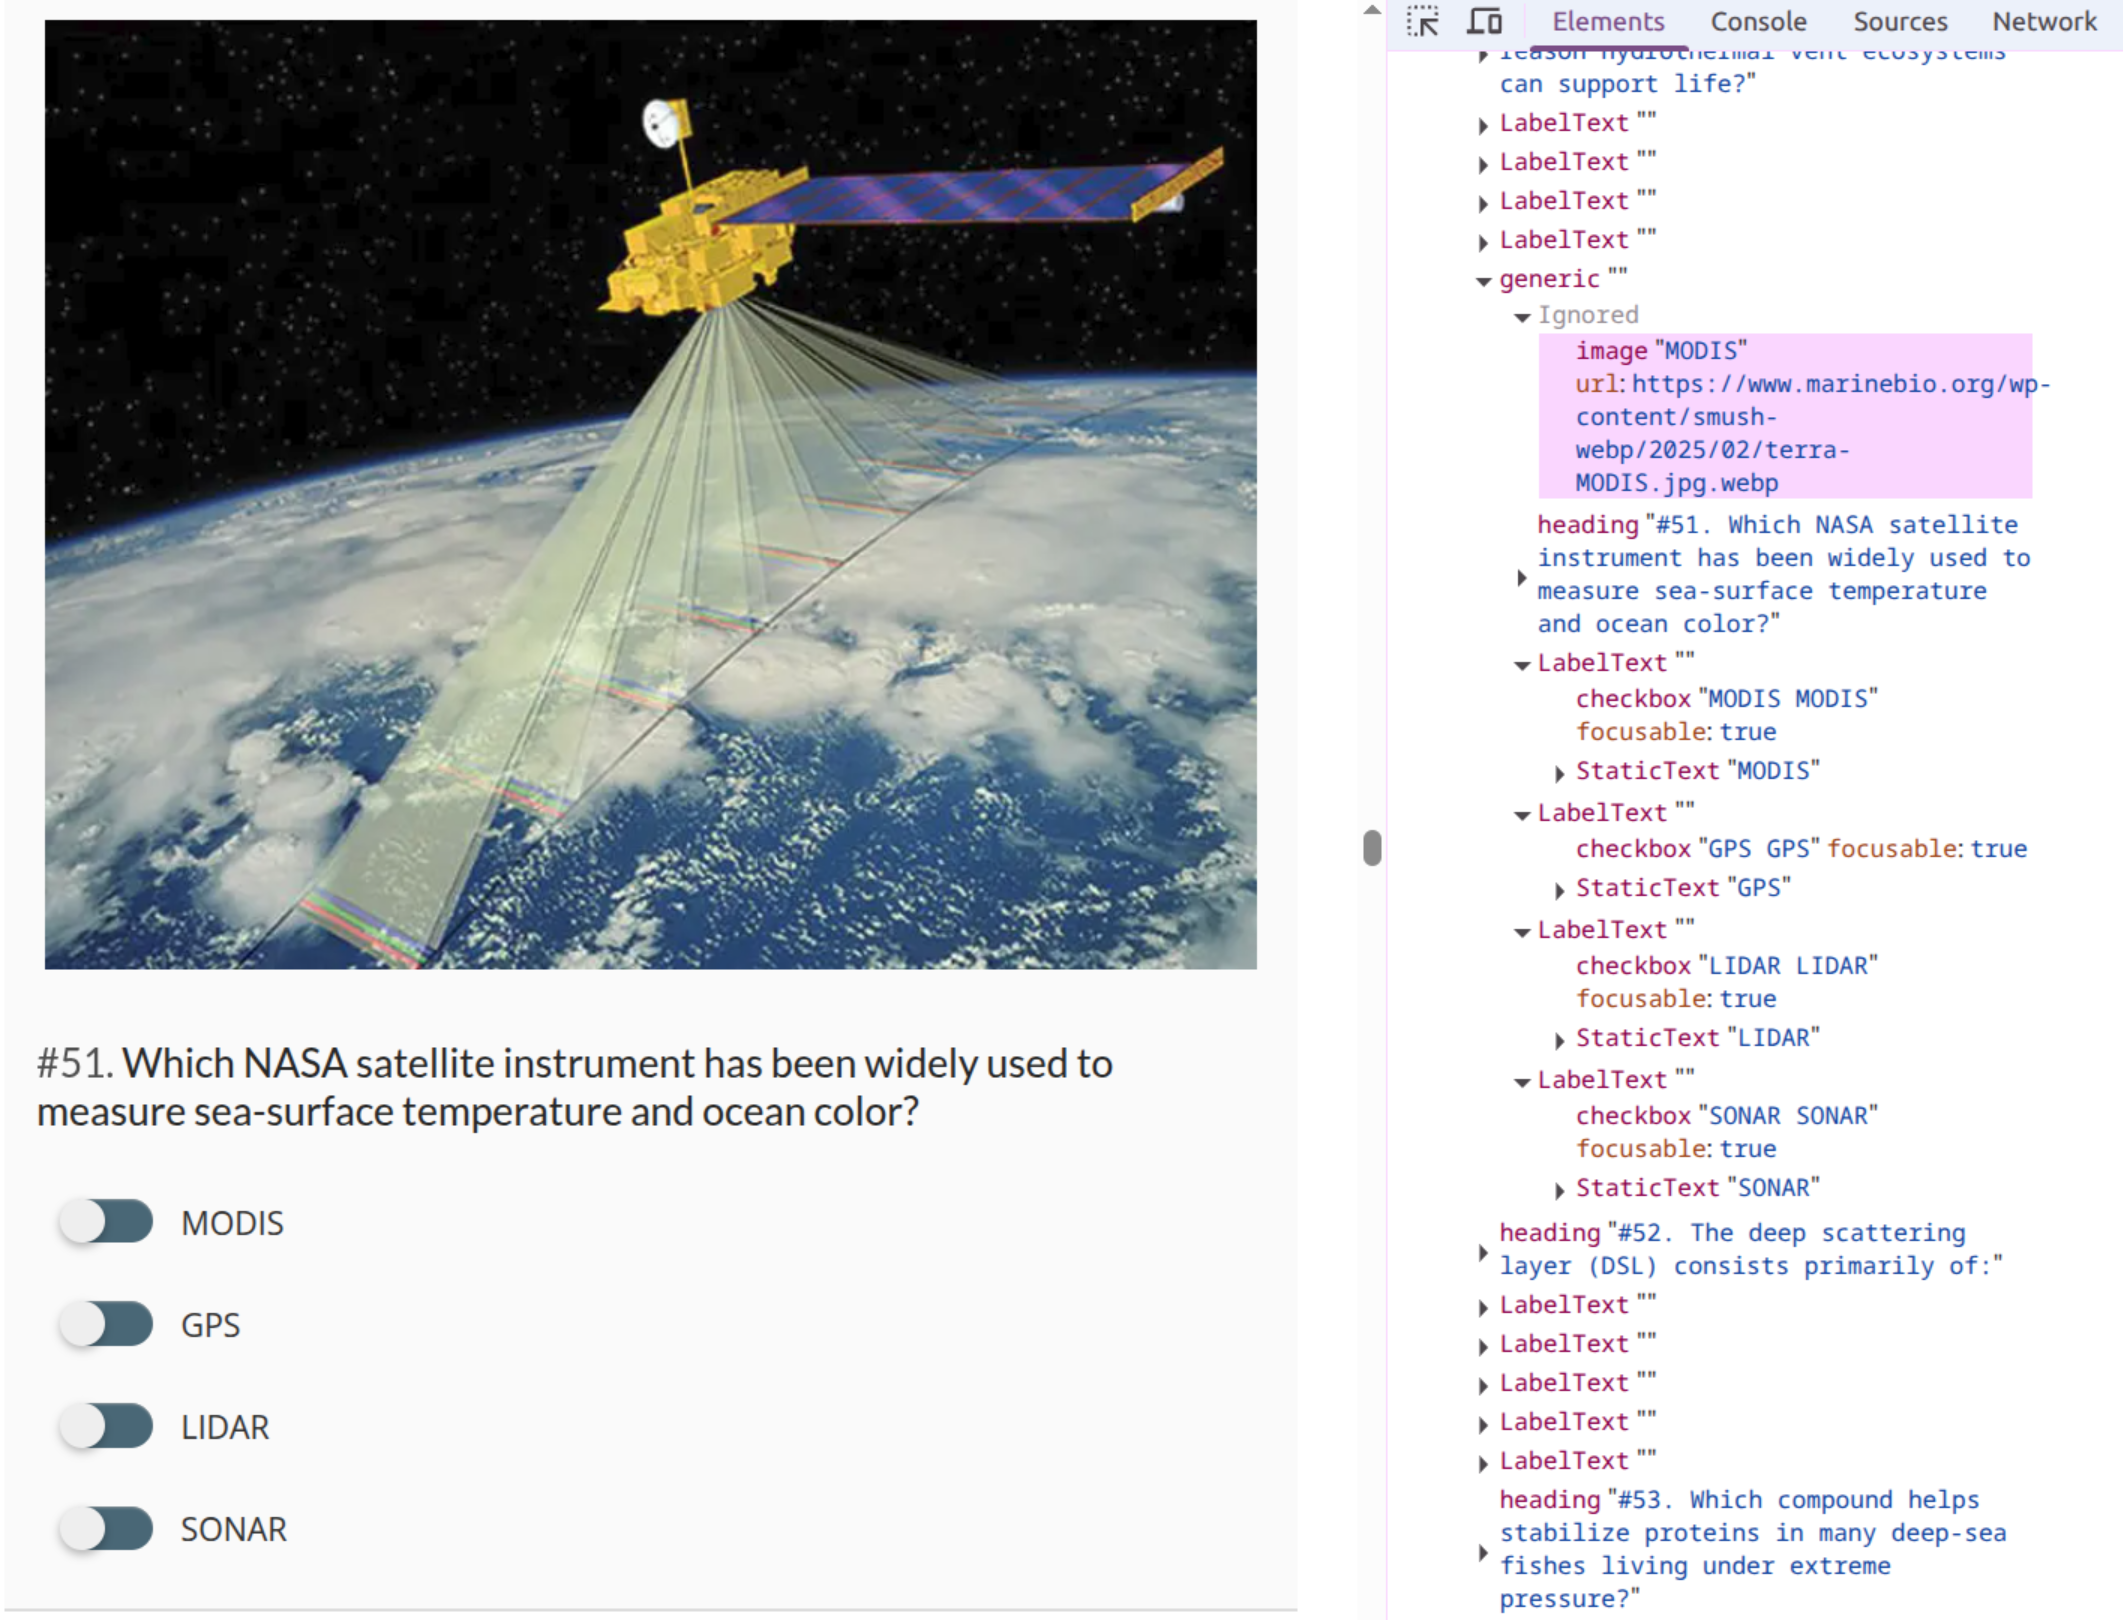 #51. Which NASA satellite instrument has been widely used to
measure sea-surface temperature and ocean color?
MODIS
GPS
LIDAR
SONAR
Elements Console Sources Network
reason hydrothermal vent ecosystems
can support life?"
LabelText ""
LabelText ""
LabelText ""
LabelText ""
generic ""
Ignored
image "MODIS"
url: https://www.marinebio.org/wp-
content/smush-
webp/2025/02/terra-
MODIS.jpg.webp
heading "#51. Which NASA satellite
instrument has been widely used to
measure sea-surface temperature
and ocean color?"
LabelText ""
checkbox "MODIS MODIS"
focusable: true
StaticText "MODIS"
LabelText ""
checkbox "GPS GPS" focusable: true
StaticText "GPS"
LabelText ""
checkbox "LIDAR LIDAR"
focusable: true
StaticText "LIDAR"
LabelText ""
checkbox "SONAR SONAR"
focusable: true
StaticText "SONAR"
heading "#52. The deep scattering
layer (DSL) consists primarily of:"
LabelText ""
LabelText ""
LabelText ""
LabelText ""
LabelText ""
heading "#53. Which compound helps
stabilize proteins in many deep-sea
fishes living under extreme
pressure?"